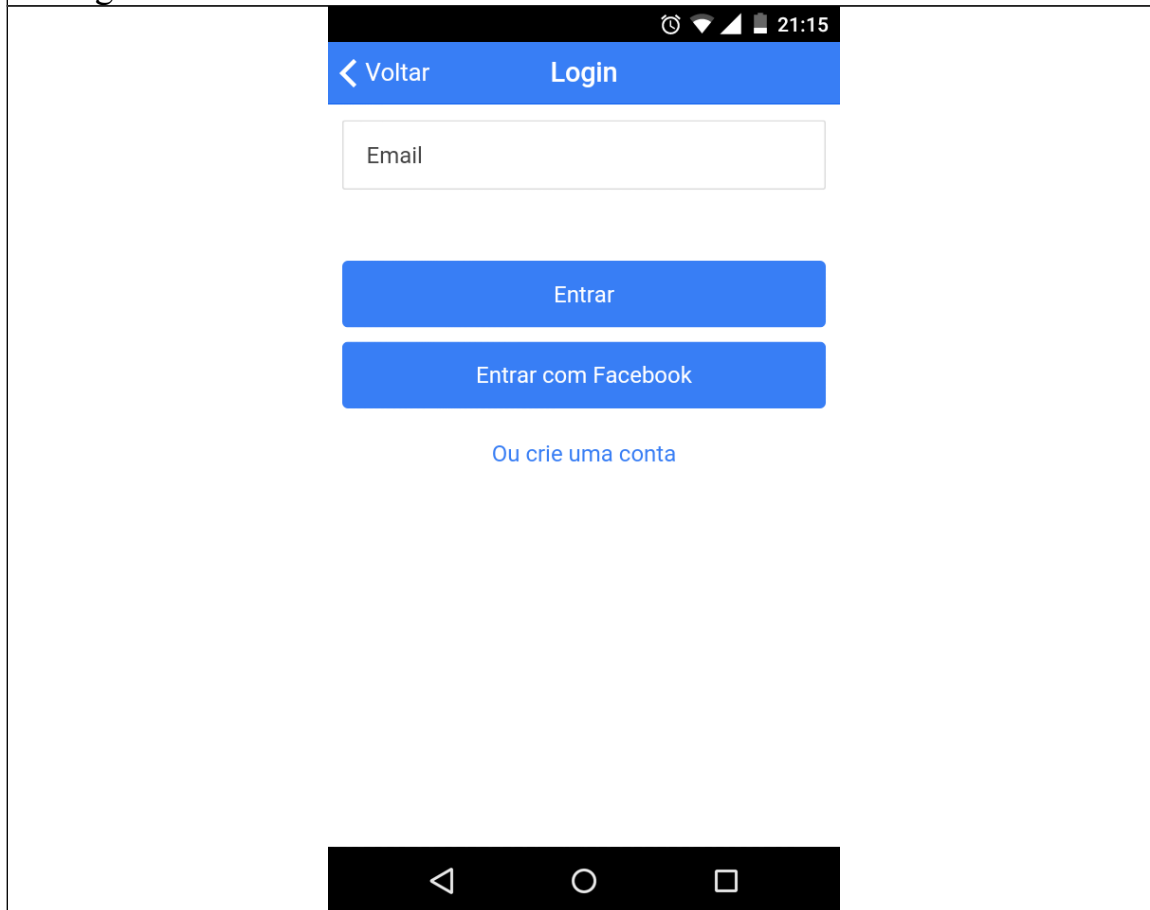 21:15
Voltar Login
Email
Entrar
Entrar com Facebook
Ou crie uma conta